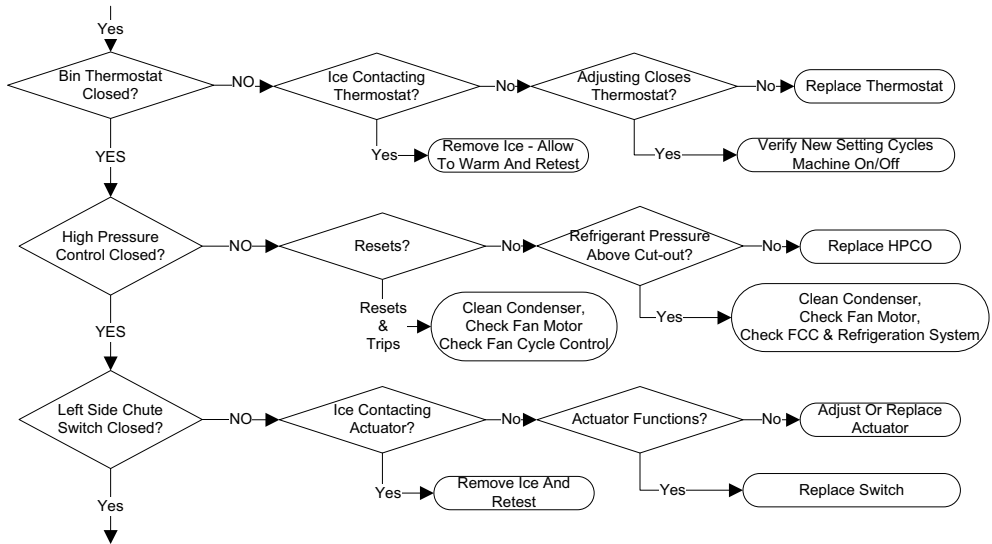 Yes
Bin Thermostat
Closed?
NO
Ice Contacting
Thermostat?
No
Adjusting Closes
Thermostat?
No
Replace Thermostat
YES
Yes
Remove Ice - Allow
To Warm And Retest
Yes
Verify New Setting Cycles
Machine On/Off
High Pressure
Control Closed?
NO
Resets?
No
Refrigerant Pressure
Above Cut-out?
No
Replace HPCO
YES
Resets
&
Trips
Clean Condenser,
Check Fan Motor
Check Fan Cycle Control
Yes
Clean Condenser,
Check Fan Motor,
Check FCC & Refrigeration System
Left Side Chute
Switch Closed?
NO
Ice Contacting
Actuator?
No
Actuator Functions?
No
Adjust Or Replace
Actuator
Yes
Yes
Remove Ice And
Retest
Yes
Replace Switch